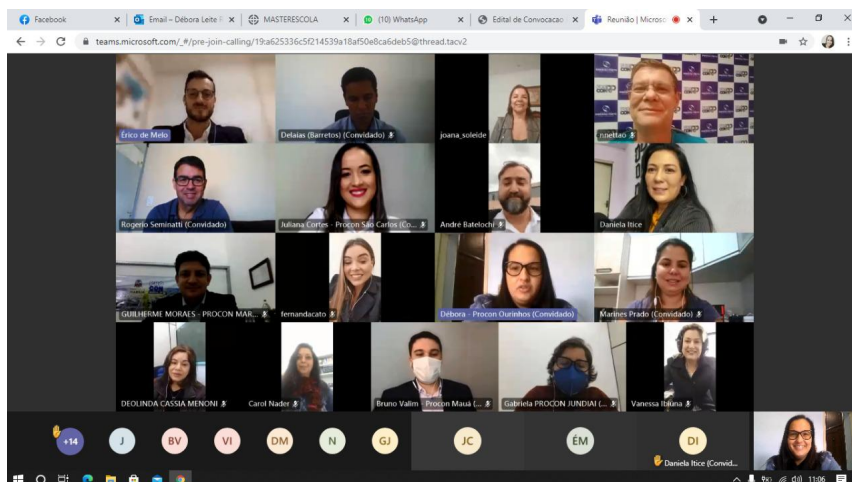 Facebook
Email – Débora Leite
MASTERESCOLA
(10) WhatsApp
Edital de Convocacao
Reunião | Microso
teams.microsoft.com/_#/pre-join-calling/19:a625336c5f214539a18af50e8ca6deb5@thread.tacv2
Érico de Melo
Delaias (Barretos) (Convidado)
joana_soleide
Rogerio Seminatti (Convidado)
Juliana Cortes - Procon São Carlos (Co...
André Batelochi
Daniela Itice
GUILHERME MORAES - PROCON MAR...
fernandacato
Débora - Procon Ourinhos (Convidado)
Marines Prado (Convidado)
DEOLINDA CASSIA MENONI
Carol Nader
Bruno Valim - Procon Mauá (...
Gabriela PROCON JUNDIAI (...
Vanessa Ibiúna
+14
J
BV
VI
DM
N
GJ
JC
ÉM
DI
Daniela Itice (Convid...
11:06